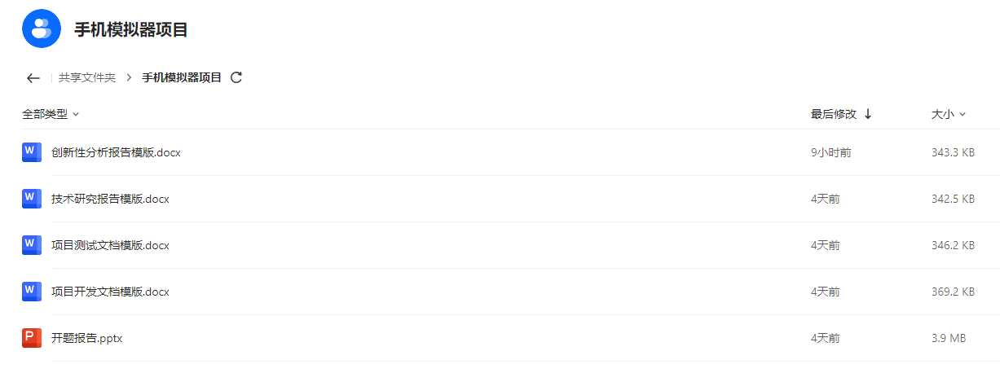 手机模拟器项目
共享文件夹 手机模拟器项目
全部类型 最后修改 大小
W 创新性分析报告模版.docx 9小时前 343.3 KB
W 技术研究报告模版.docx 4天前 342.5 KB
W 项目测试文档模版.docx 4天前 346.2 KB
W 项目开发文档模版.docx 4天前 369.2 KB
P 开题报告.pptx 4天前 3.9 MB